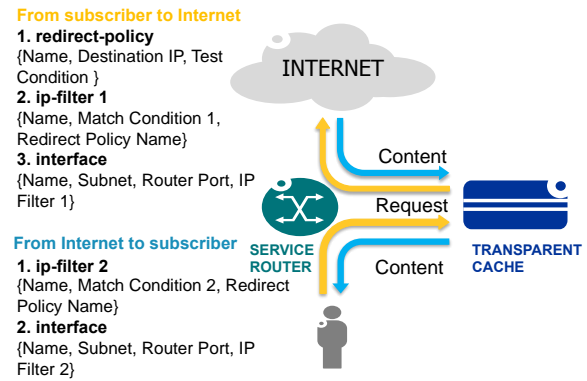 From subscriber to Internet
1. redirect-policy
{Name, Destination IP, Test
Condition }
2. ip-filter 1
{Name, Match Condition 1,
Redirect Policy Name}
3. interface
{Name, Subnet, Router Port, IP
Filter 1}
From Internet to subscriber
1. ip-filter 2
{Name, Match Condition 2, Redirect
Policy Name}
2. interface
{Name, Subnet, Router Port, IP
Filter 2}
INTERNET
Content
Request
SERVICE
ROUTER
Content
TRANSPARENT
CACHE